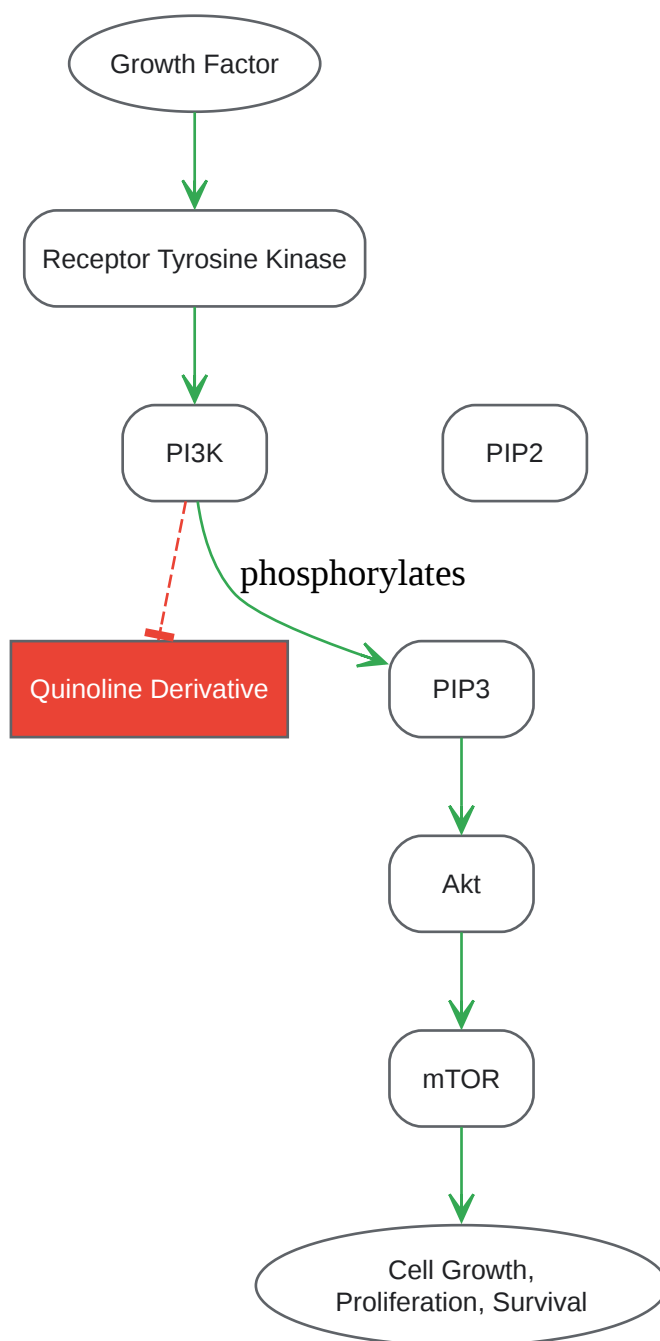 Growth Factor
Receptor Tyrosine Kinase
PI3K
PIP2
phosphorylates
Quinoline Derivative
PIP3
Akt
mTOR
Cell Growth,
Proliferation, Survival